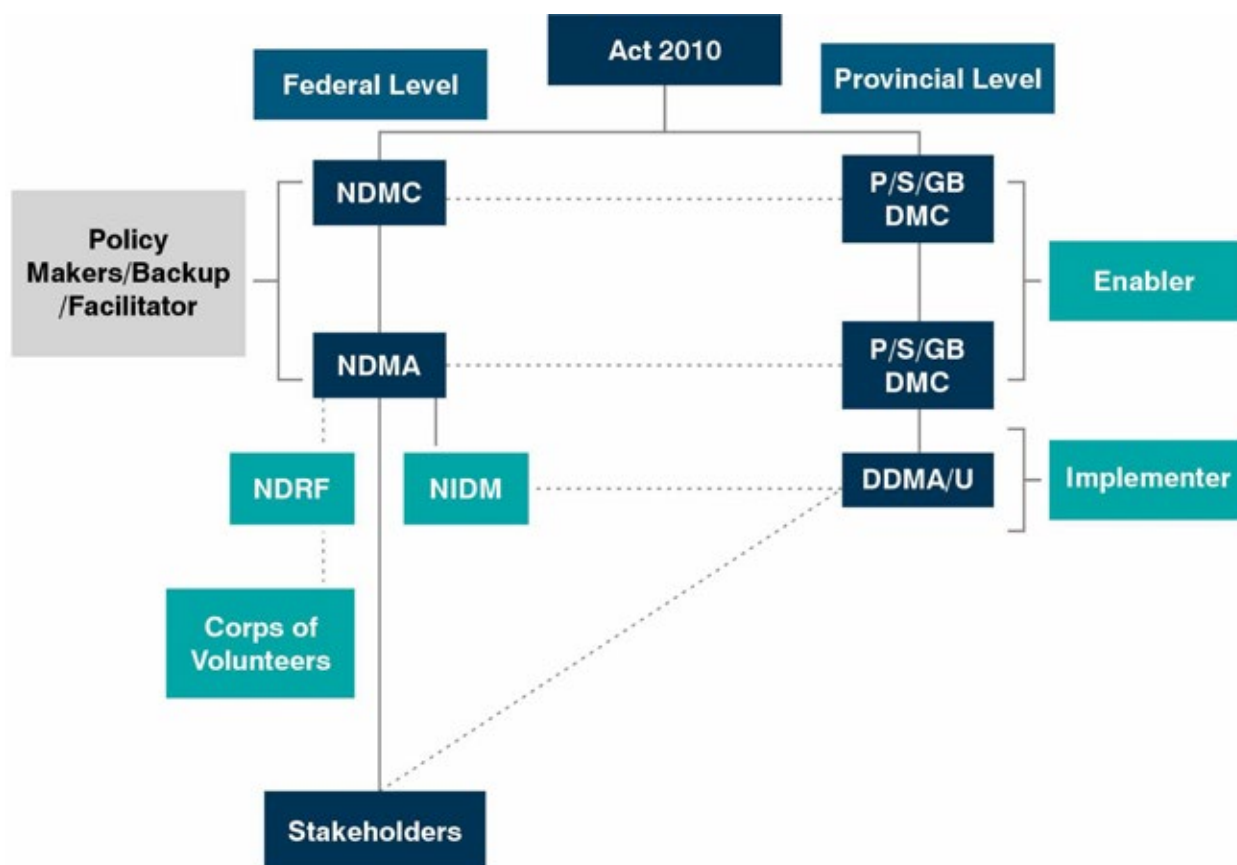 Act 2010
Federal Level
Provincial Level
NDMC
P/S/GB
DMC
Policy
Makers/Backup
/Facilitator
Enabler
NDMA
P/S/GB
DMC
NDRF
NIDM
DDMA/U
Implementer
Corps of
Volunteers
Stakeholders